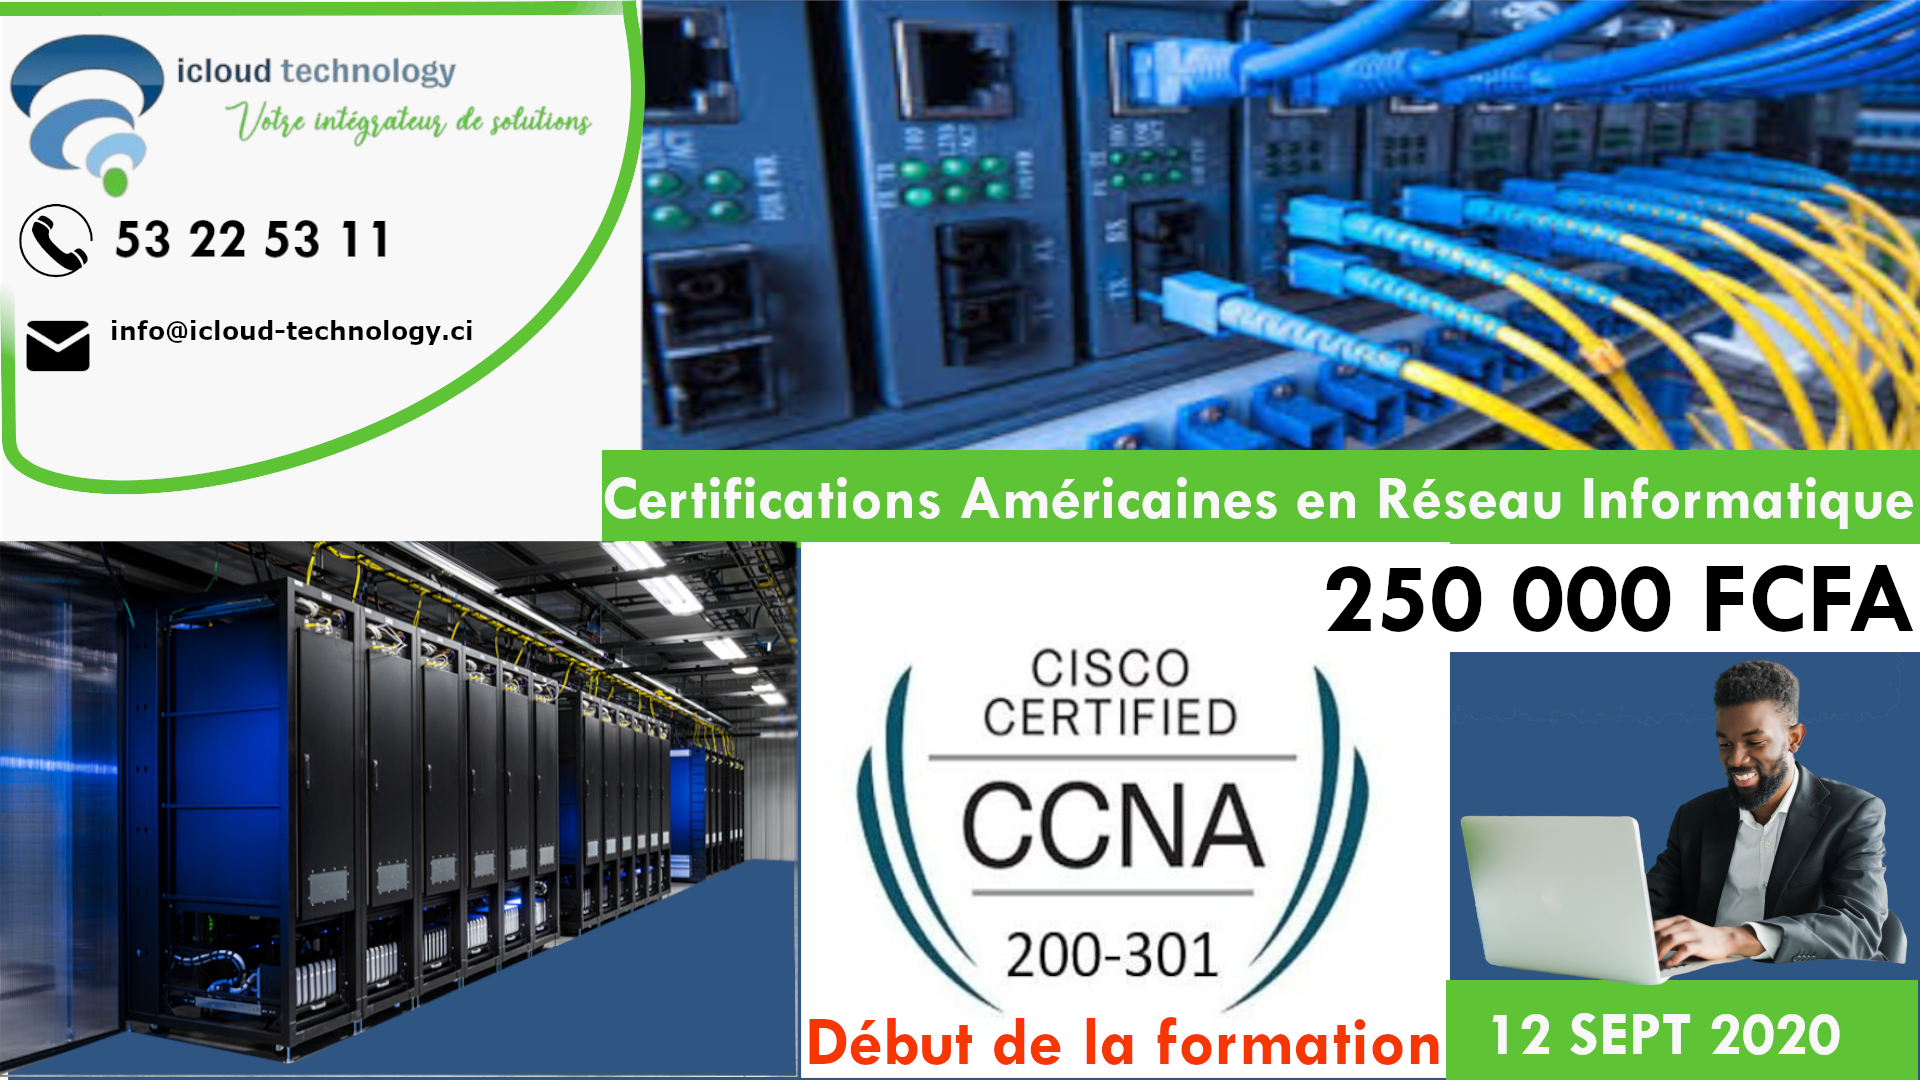 icloud technology
Votre intégrateur de solutions
53 22 53 11
info@icloud-technology.ci
Certifications Américaines en Réseau Informatique
250 000 FCFA
CISCO
CERTIFIED
CCNA
200-301
Début de la formation
12 SEPT 2020